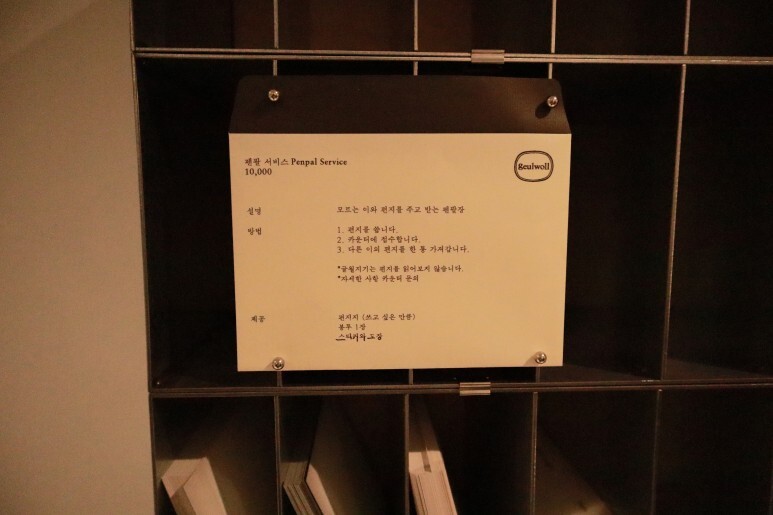 펜팔 서비스 Penpal Service
10,000
geulwoll
설명 모르는 이와 편지를 주고 받는 펜팔장
방법 1. 편지를 씁니다.
2. 카운터에 접수합니다.
3. 다른 이의 편지를 한 통 가져갑니다.
*글월지기는 편지를 읽어보지 않습니다.
*자세한 사항 카운터 문의
제공 편지지 (쓰고 싶은 만큼)
봉투 1장
스티커와 도장